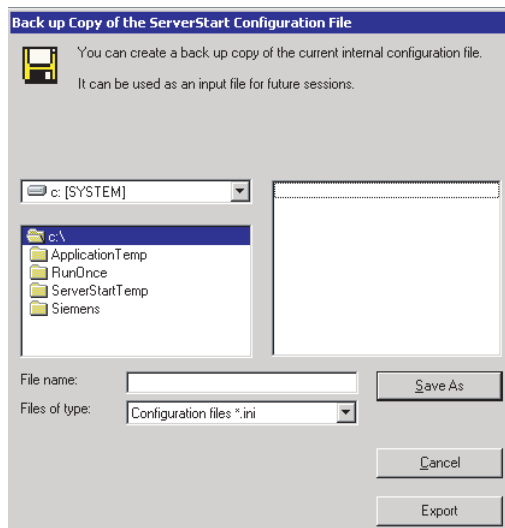 Back up Copy of the ServerStart Configuration File
You can create a back up copy of the current internal configuration file.
It can be used as an input file for future sessions.
c: [SYSTEM]
c:\
ApplicationTemp
RunOnce
ServerStartTemp
Siemens
File name:
Save As
Files of type:
Configuration files *.ini
Cancel
Export